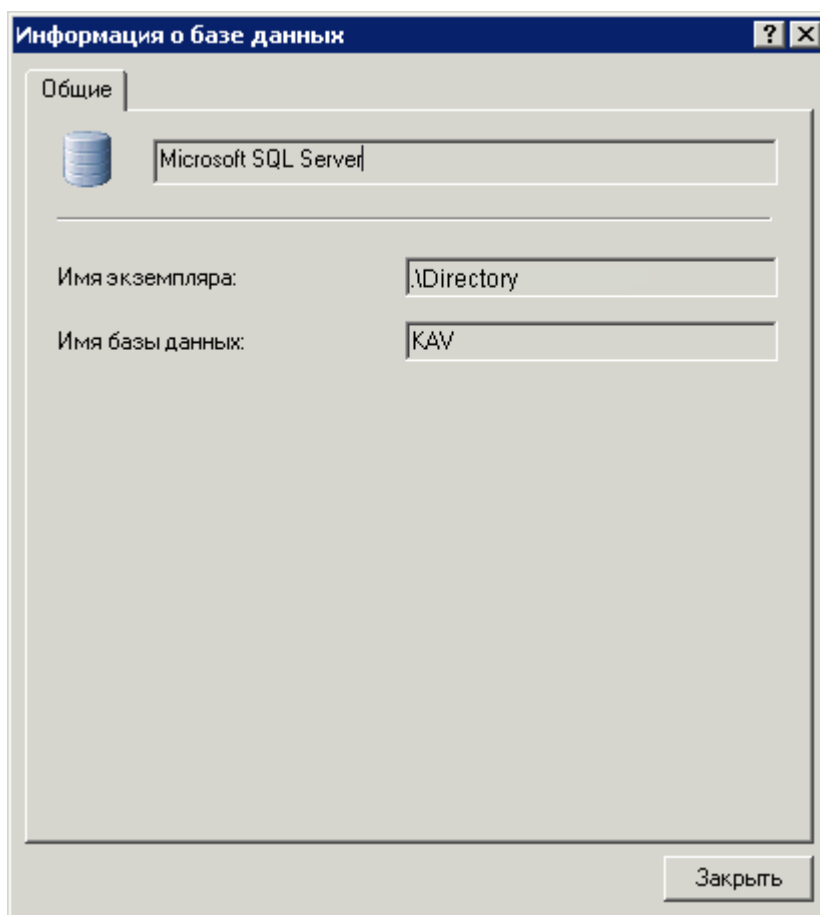 Информация о базе данных
Общие
Microsoft SQL Server
Имя экземпляра: .\Directory
Имя базы данных: KAV
Закрыть